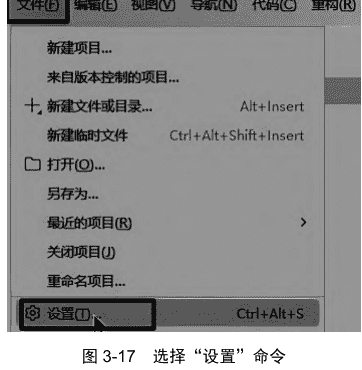 文件(F) 编辑(E) 视图(V) 导航(N) 代码(C) 重构(R)
新建项目...
来自版本控制的项目...
新建文件或目录... Alt+Insert
新建临时文件 Ctrl+Alt+Shift+Insert
打开(O)...
另存为...
最近的项目(R)
关闭项目(J)
重命名项目...
设置(T)... Ctrl+Alt+S
图 3-17 选择“设置”命令